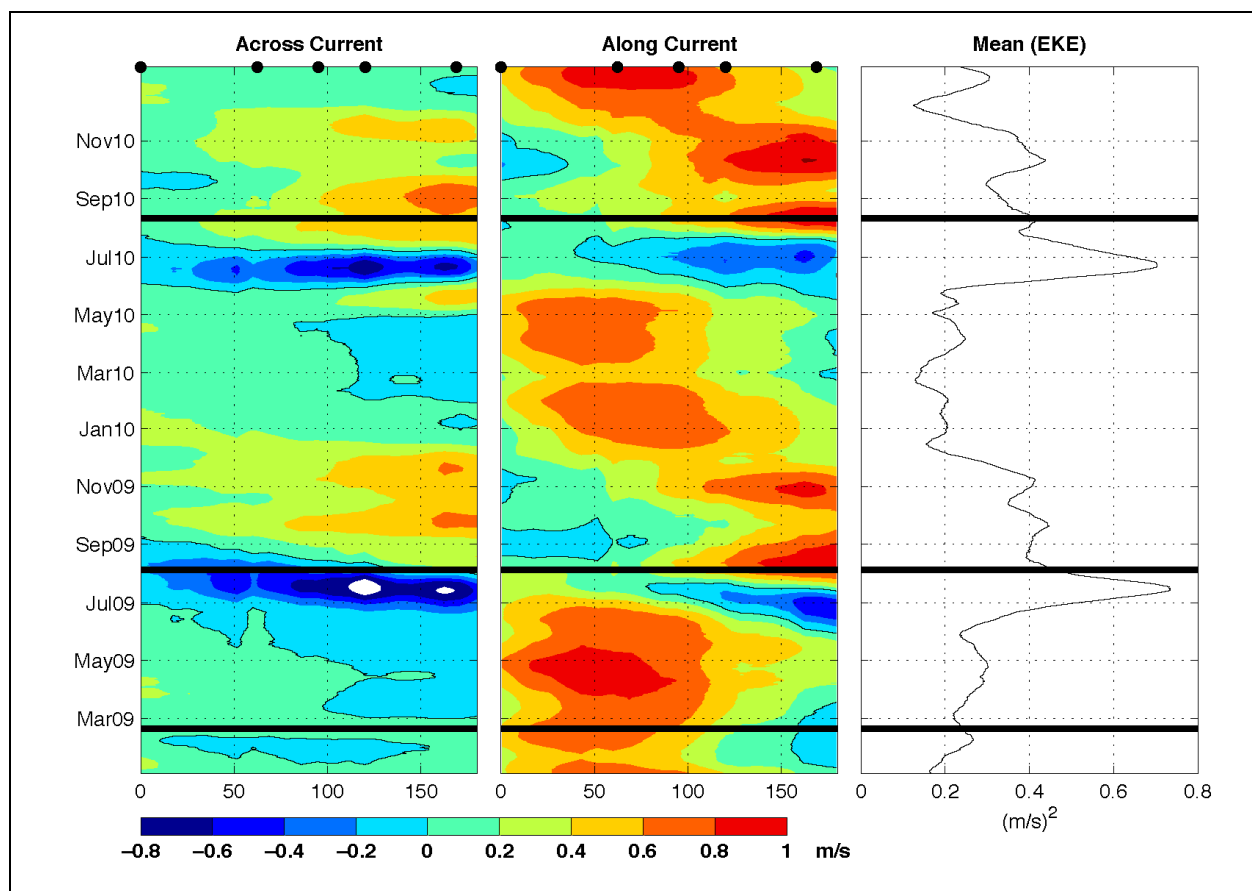 Across Current
Along Current
Mean (EKE)
Nov10
Sep10
Jul10
May10
Mar10
Jan10
Nov09
Sep09
Jul09
May09
Mar09
0 50 100 150
0 50 100 150
0 0.2 0.4 0.6 0.8
(m/s)2
−0.8 −0.6 −0.4 −0.2 0 0.2 0.4 0.6 0.8 1 m/s